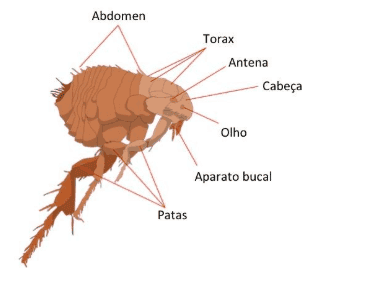 Abdomen
Torax
Antena
Cabeça
Olho
Aparato bucal
Patas